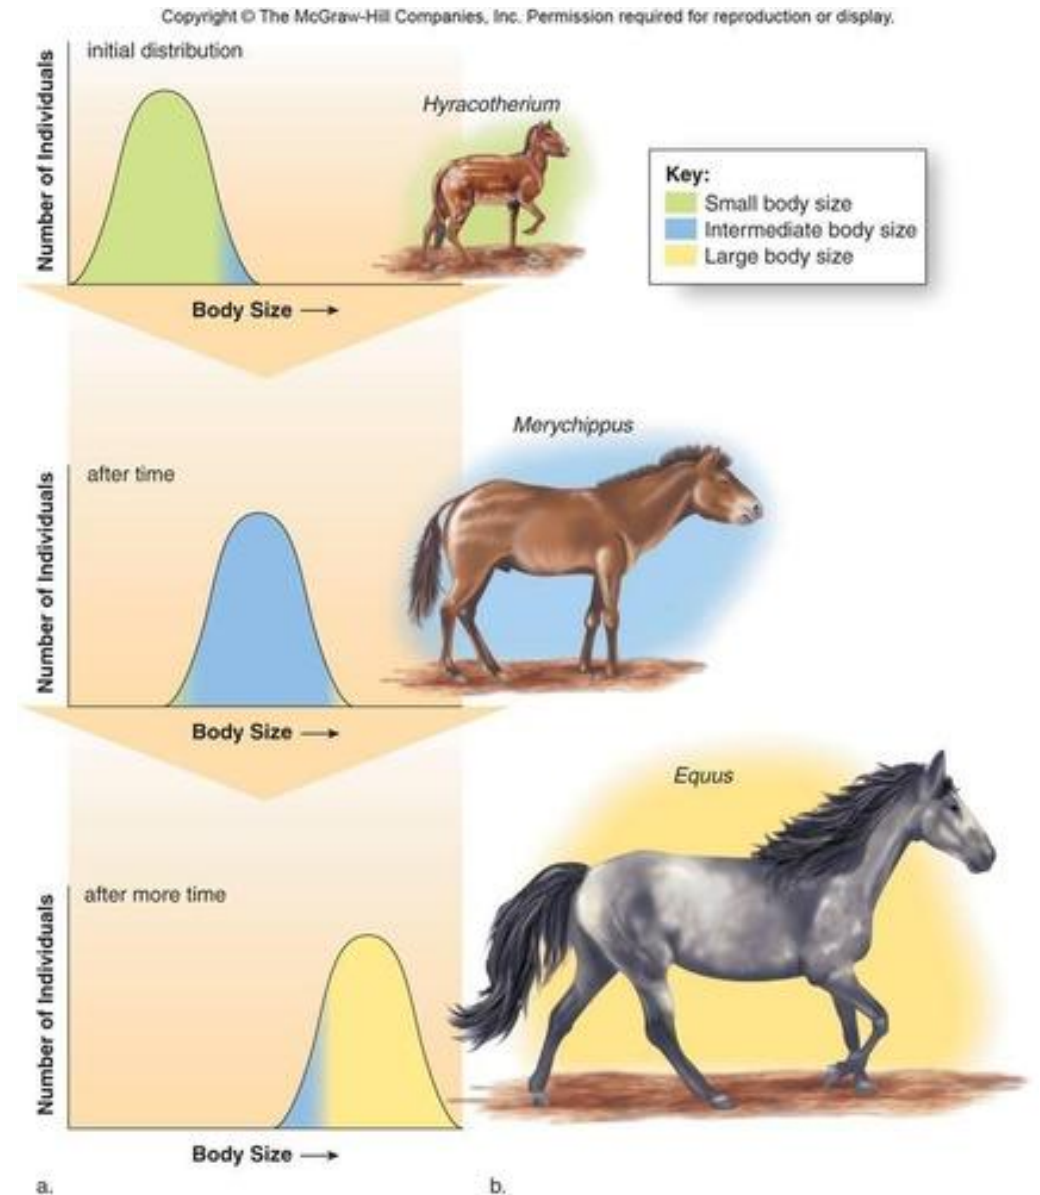 Copyright © The McGraw-Hill Companies, Inc. Permission required for reproduction or display.
initial distribution
Number of Individuals
Body Size →
Hyracotherium
Key:
Small body size
Intermediate body size
Large body size
after time
Number of Individuals
Body Size →
Merychippus
after more time
Number of Individuals
Body Size →
Equus
a.
b.